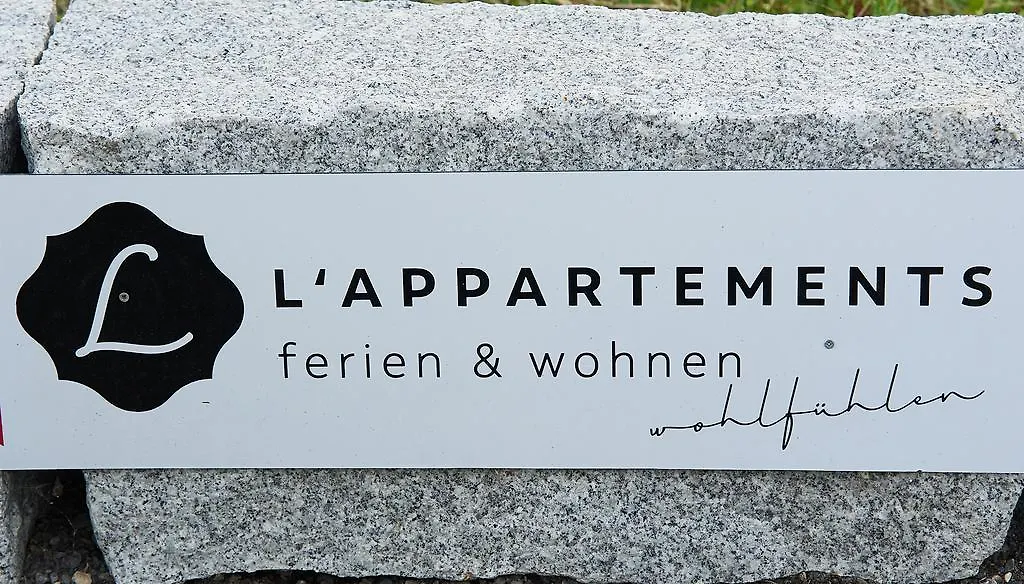 L
L‘APPARTEMENTS
ferien & wohnen
wohlfühlen